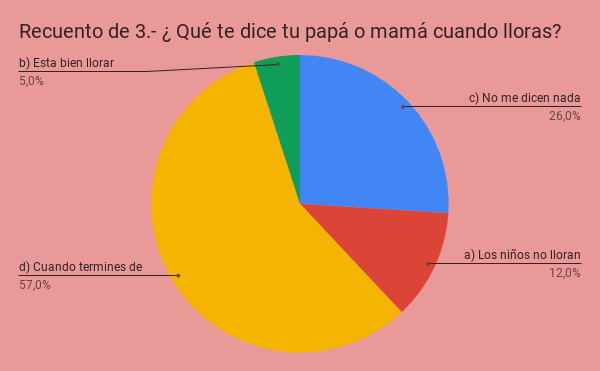 Recuento de 3.- ¿ Qué te dice tu papá o mamá cuando lloras?
b) Esta bien llorar
5,0%
c) No me dicen nada
26,0%
a) Los niños no lloran
12,0%
d) Cuando termines de
57,0%